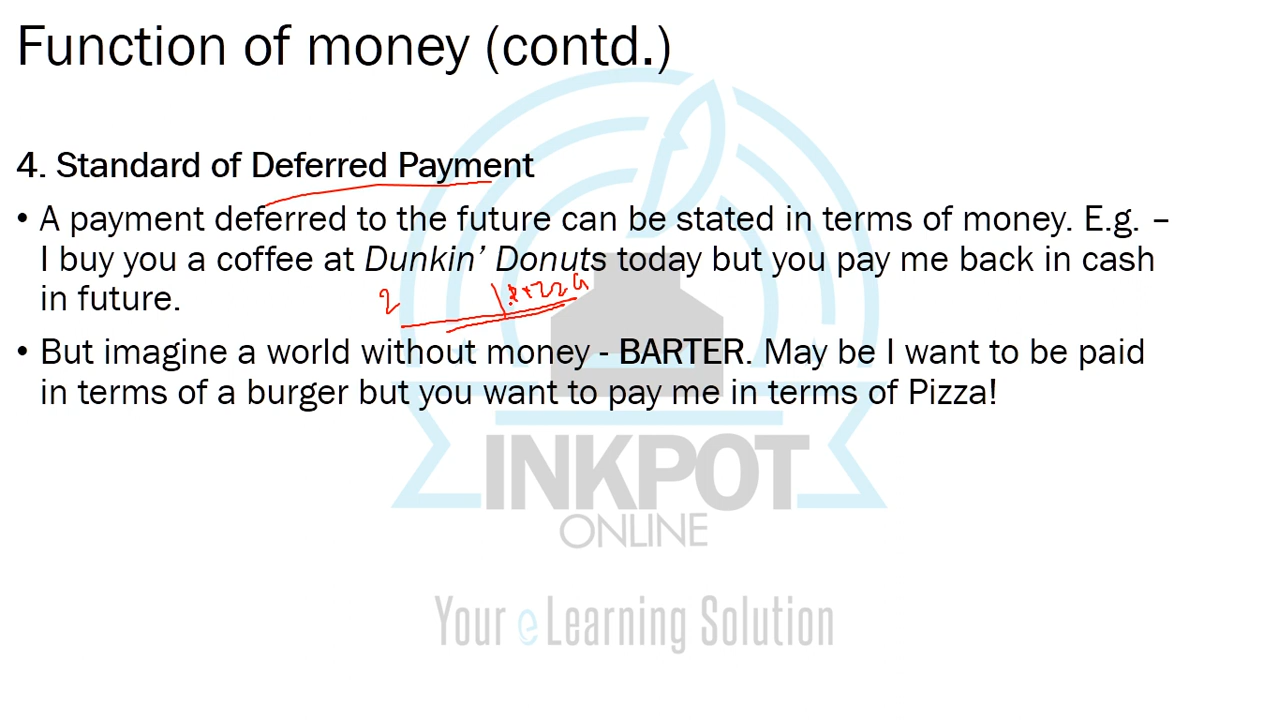 Function of money (contd.)
4. Standard of Deferred Payment
• A payment deferred to the future can be stated in terms of money. E.g. –
I buy you a coffee at Dunkin’ Donuts today but you pay me back in cash
in future.
2
• But imagine a world without money - BARTER. May be I want to be paid
in terms of a burger but you want to pay me in terms of Pizza!
INKPOT
ONLINE
Your e Learning Solution